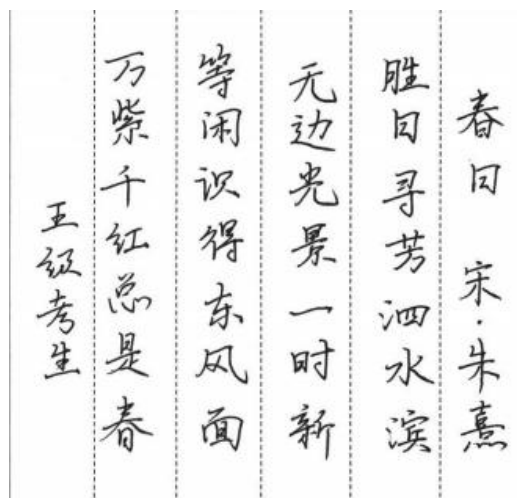 春日 宋·朱熹
胜日寻芳泗水滨
无边光景一时新
等闲识得东风面
万紫千红总是春
五级考生